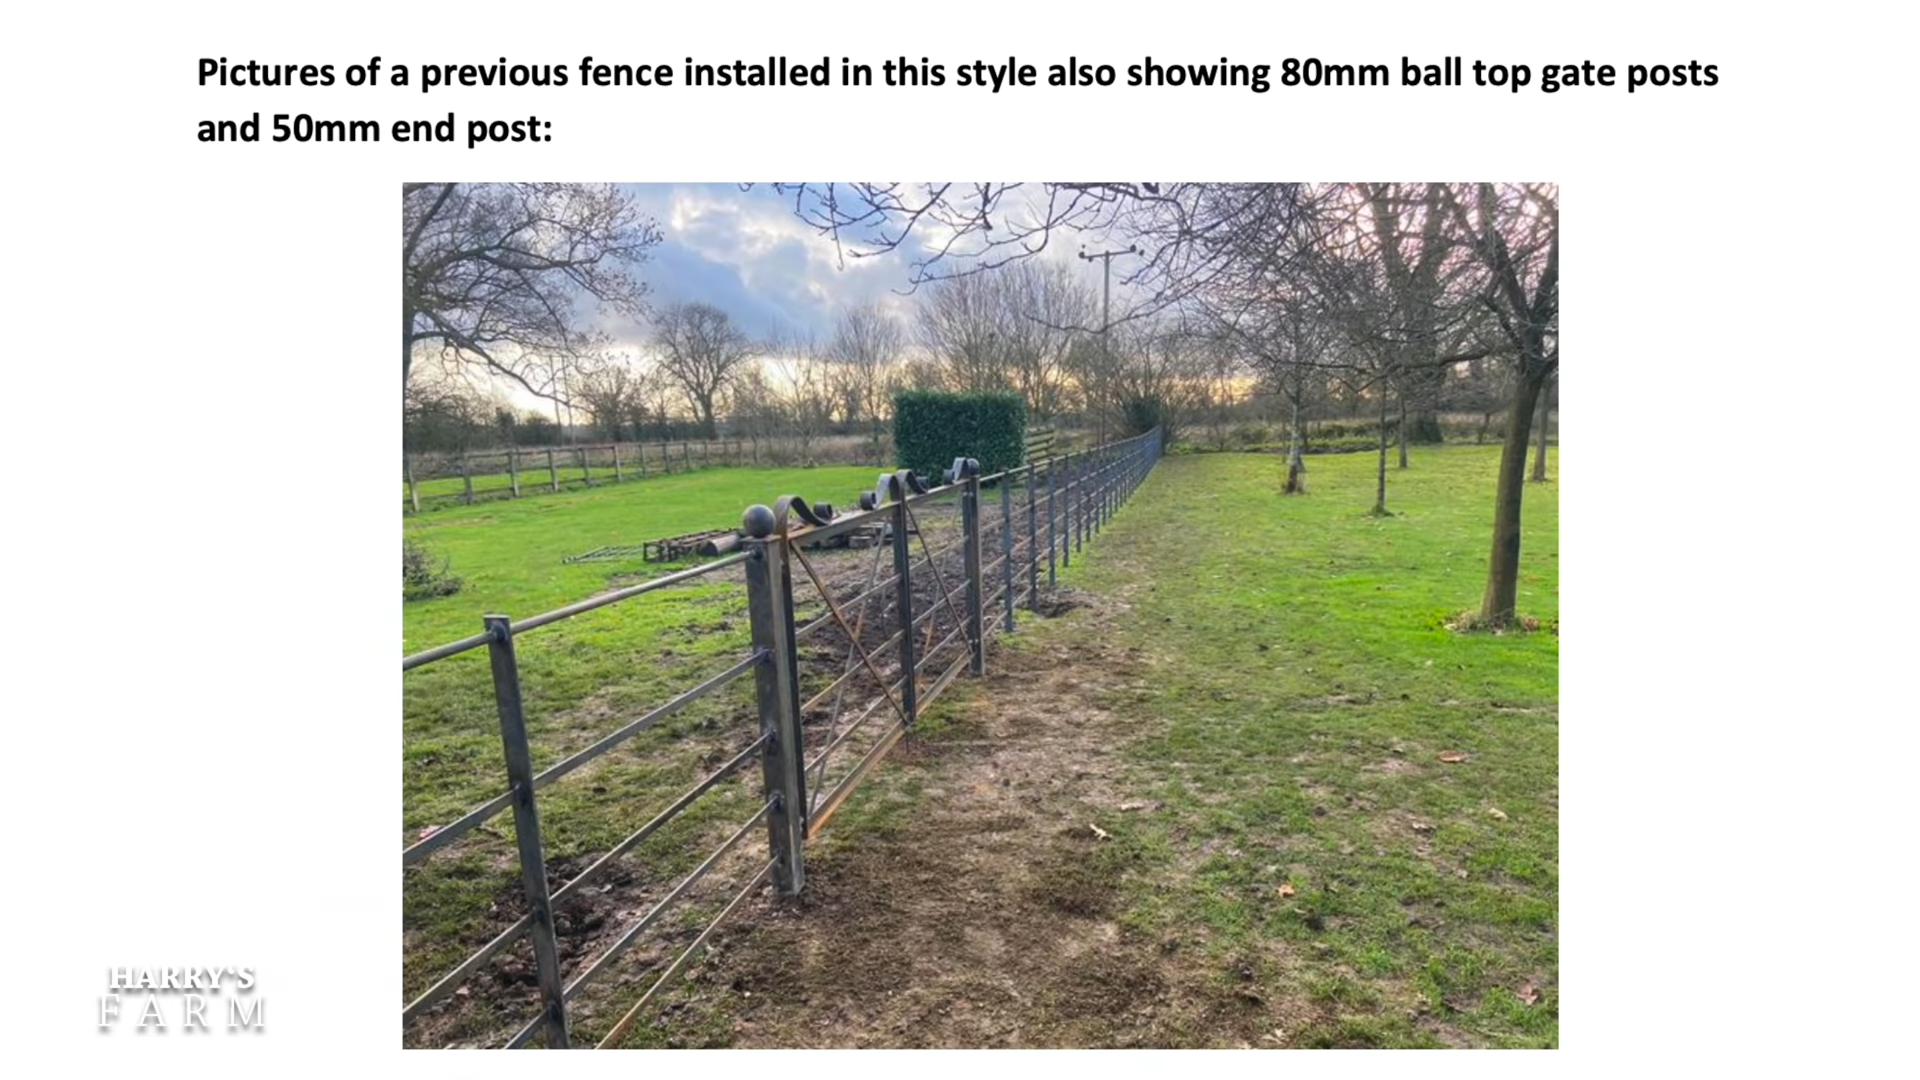 Pictures of a previous fence installed in this style also showing 80mm ball top gate posts
and 50mm end post:
HARRY'S
FARM